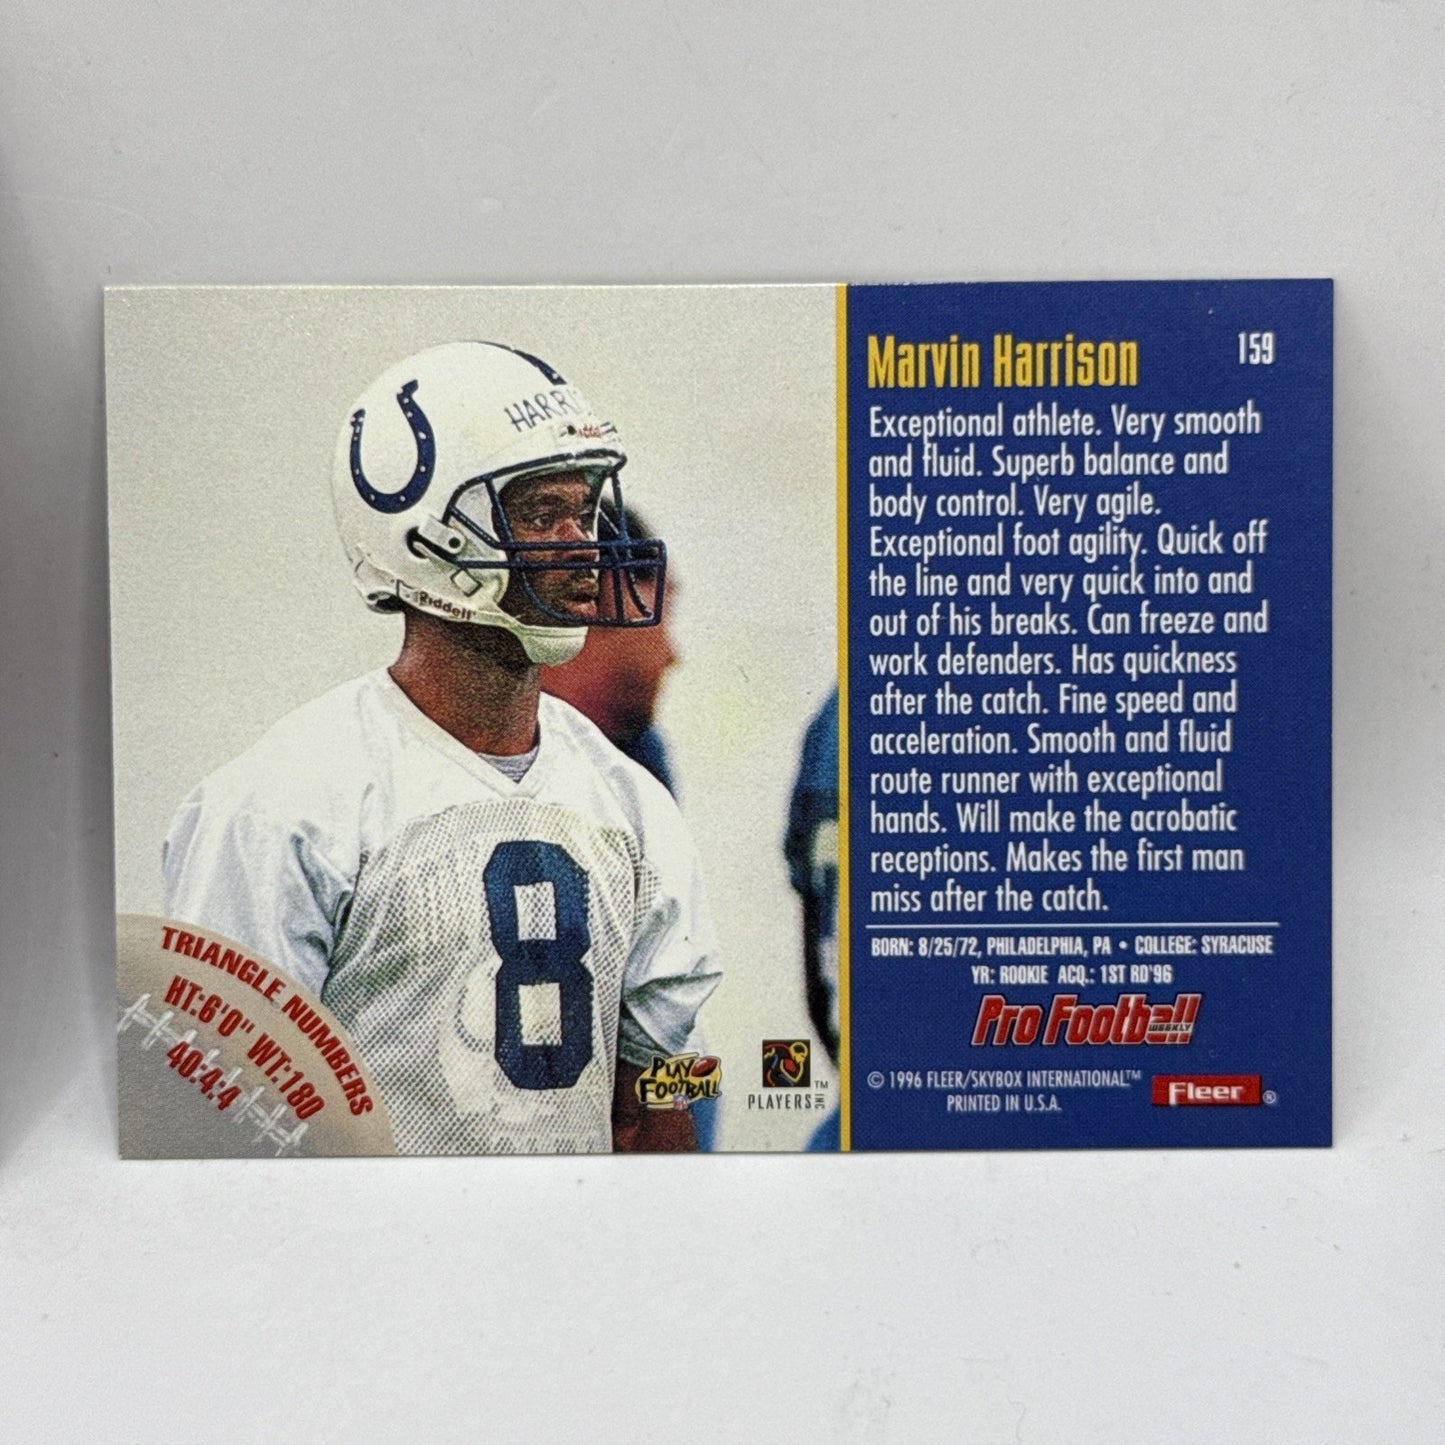 HARRIS
Riddell
8
TRIANGLE NUMBERS
HT:6'0" WT:180
40:4:4
PLAY
FOOTBALL
PLAYERS INC ™
Marvin Harrison
159
Exceptional athlete. Very smooth
and fluid. Superb balance and
body control. Very agile.
Exceptional foot agility. Quick off
the line and very quick into and
out of his breaks. Can freeze and
work defenders. Has quickness
after the catch. Fine speed and
acceleration. Smooth and fluid
route runner with exceptional
hands. Will make the acrobatic
receptions. Makes the first man
miss after the catch.
BORN: 8/25/72, PHILADELPHIA, PA • COLLEGE: SYRACUSE
YR: ROOKIE ACQ.: 1ST RD'96
Pro Football
WEEKLY
© 1996 FLEER/SKYBOX INTERNATIONAL™
PRINTED IN U.S.A.
Fleer ®